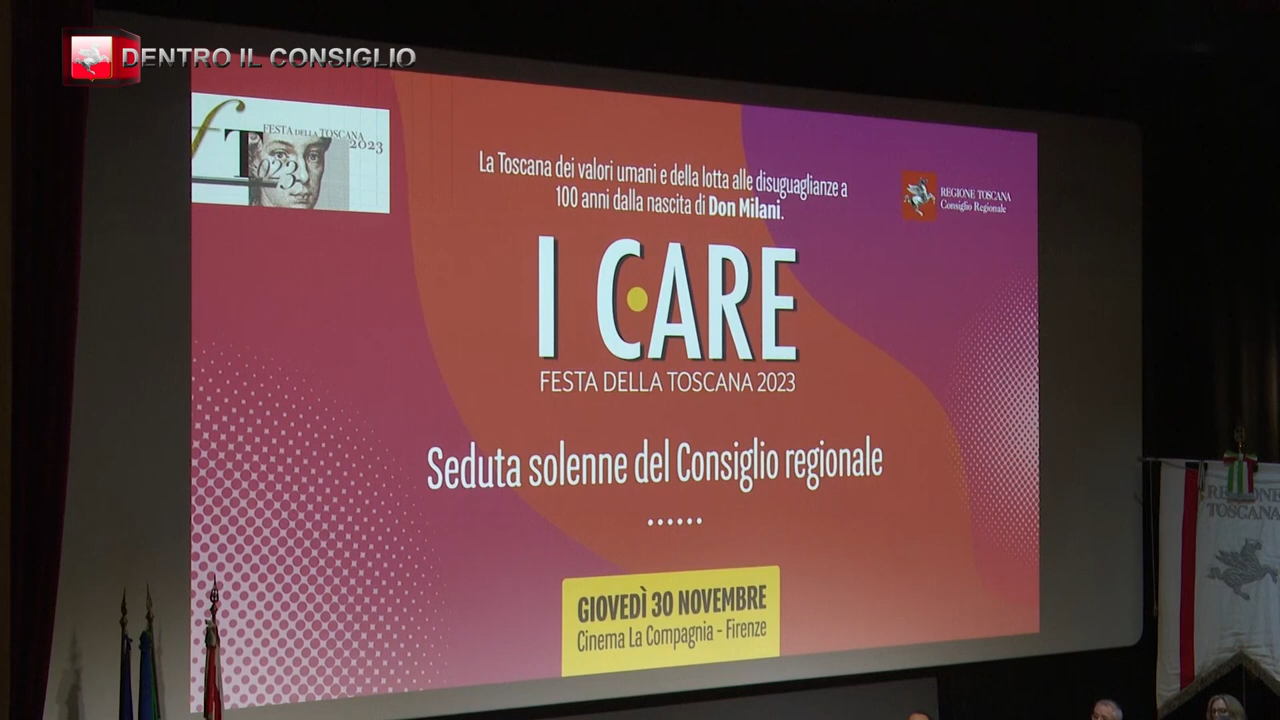 DENTRO IL CONSIGLIO
fT
FESTA DELLA TOSCANA
2023
023
La Toscana dei valori umani e della lotta alle disuguaglianze a
100 anni dalla nascita di Don Milani.
REGIONE TOSCANA
Consiglio Regionale
I CARE
FESTA DELLA TOSCANA 2023
Seduta solenne del Consiglio regionale
......
GIOVEDÌ 30 NOVEMBRE
Cinema La Compagnia - Firenze
REGIONE
TOSCANA